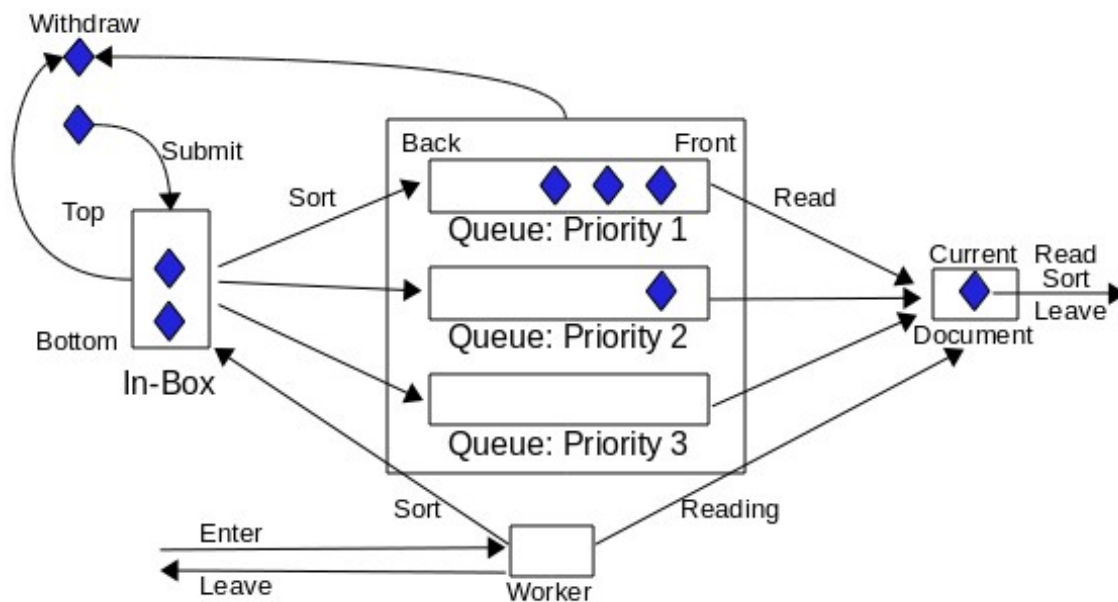 Withdraw
Submit
Back
Front
Top
Sort
Read
Queue: Priority 1
Current
Read
Sort
Leave
Bottom
Queue: Priority 2
Document
In-Box
Queue: Priority 3
Sort
Reading
Enter
Leave
Worker